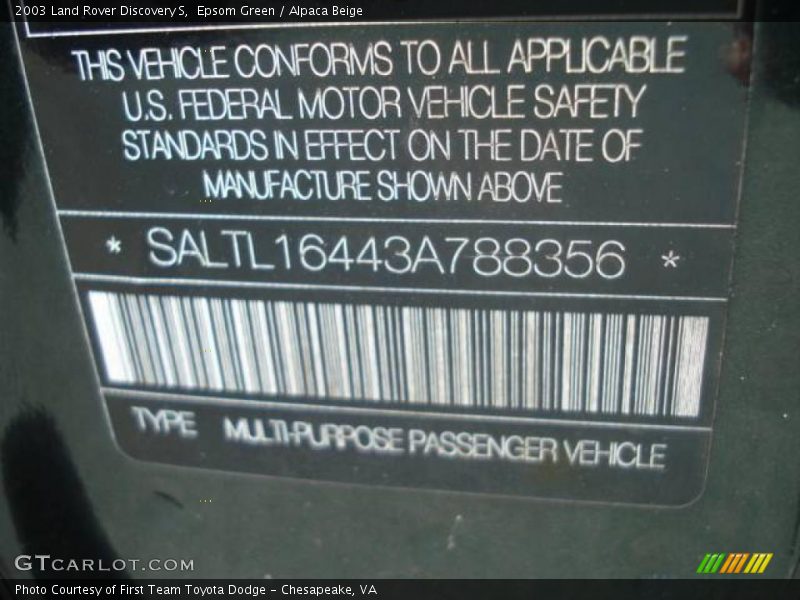 2003 Land Rover Discovery S, Epsom Green / Alpaca Beige
THIS VEHICLE CONFORMS TO ALL APPLICABLE
U.S. FEDERAL MOTOR VEHICLE SAFETY
STANDARDS IN EFFECT ON THE DATE OF
MANUFACTURE SHOWN ABOVE
* SALTL16443A788356 *
TYPE MULTI-PURPOSE PASSENGER VEHICLE
GTCARLOT.COM
Photo Courtesy of First Team Toyota Dodge - Chesapeake, VA